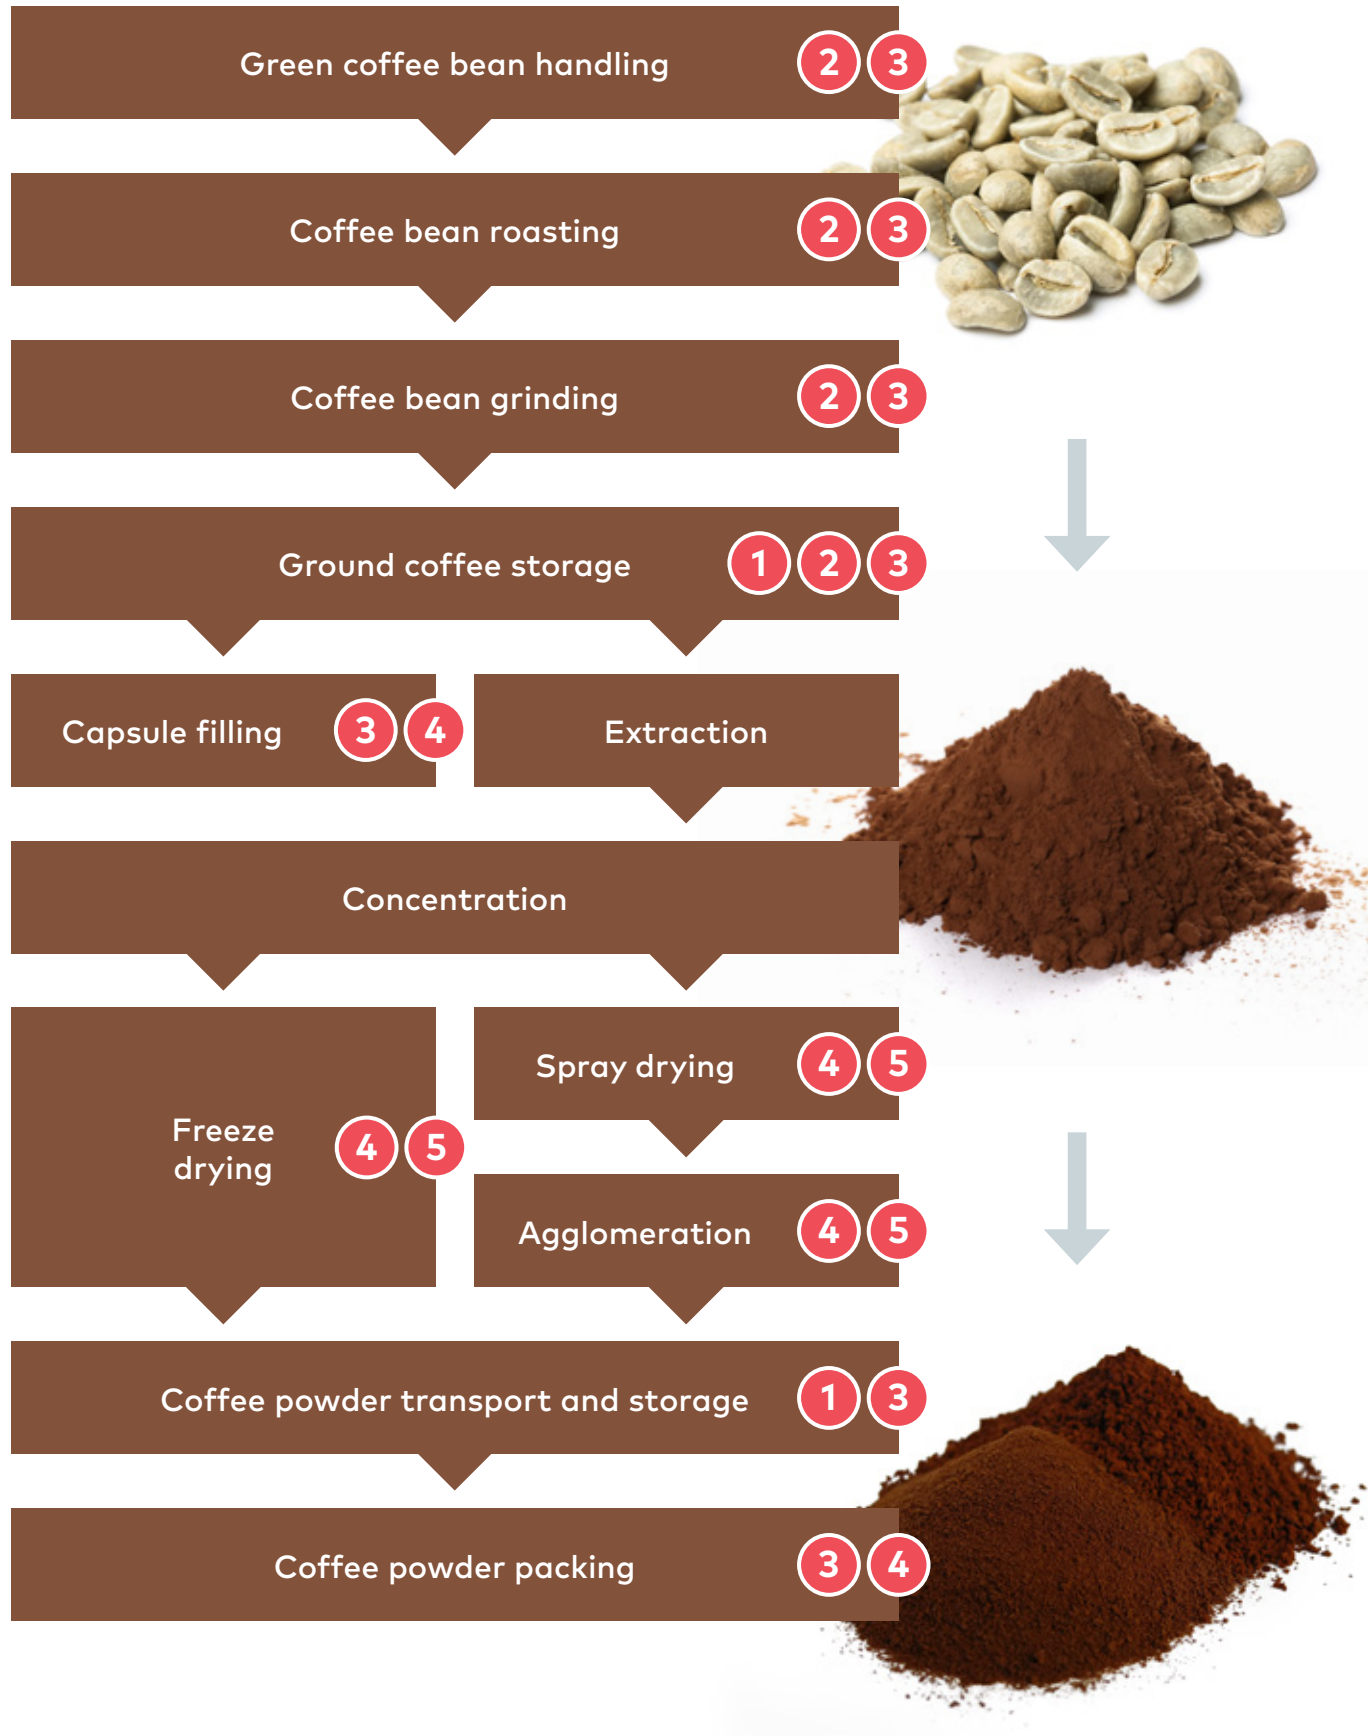 Green coffee bean handling 2 3
Coffee bean roasting 2 3
Coffee bean grinding 2 3
Ground coffee storage 1 2 3
Capsule filling 3 4
Extraction
Concentration
Freeze
drying 4 5
Spray drying 4 5
Agglomeration 4 5
Coffee powder transport and storage 1 3
Coffee powder packing 3 4